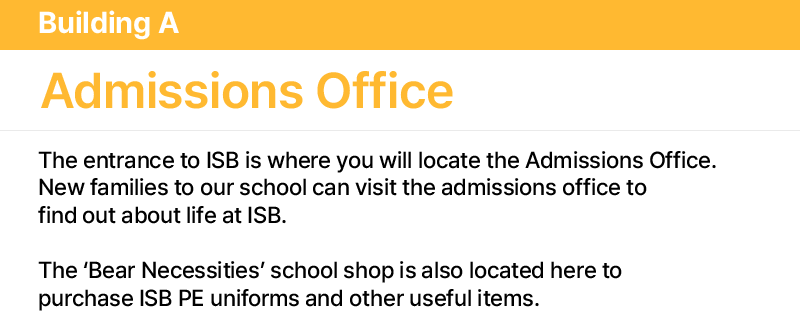 Building A
Admissions Office
The entrance to ISB is where you will locate the Admissions Office.
New families to our school can visit the admissions office to
find out about life at ISB.
The ‘Bear Necessities’ school shop is also located here to
purchase ISB PE uniforms and other useful items.